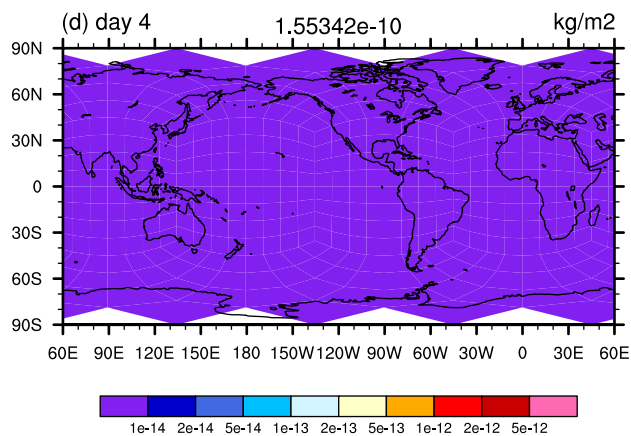 (d) day 4 1.55342e-10 kg/m2
90N
60N
30N
0
30S
60S
90S
60E 90E 120E 150E 180 150W 120W 90W 60W 30W 0 30E 60E
1e-14 2e-14 5e-14 1e-13 2e-13 5e-13 1e-12 2e-12 5e-12